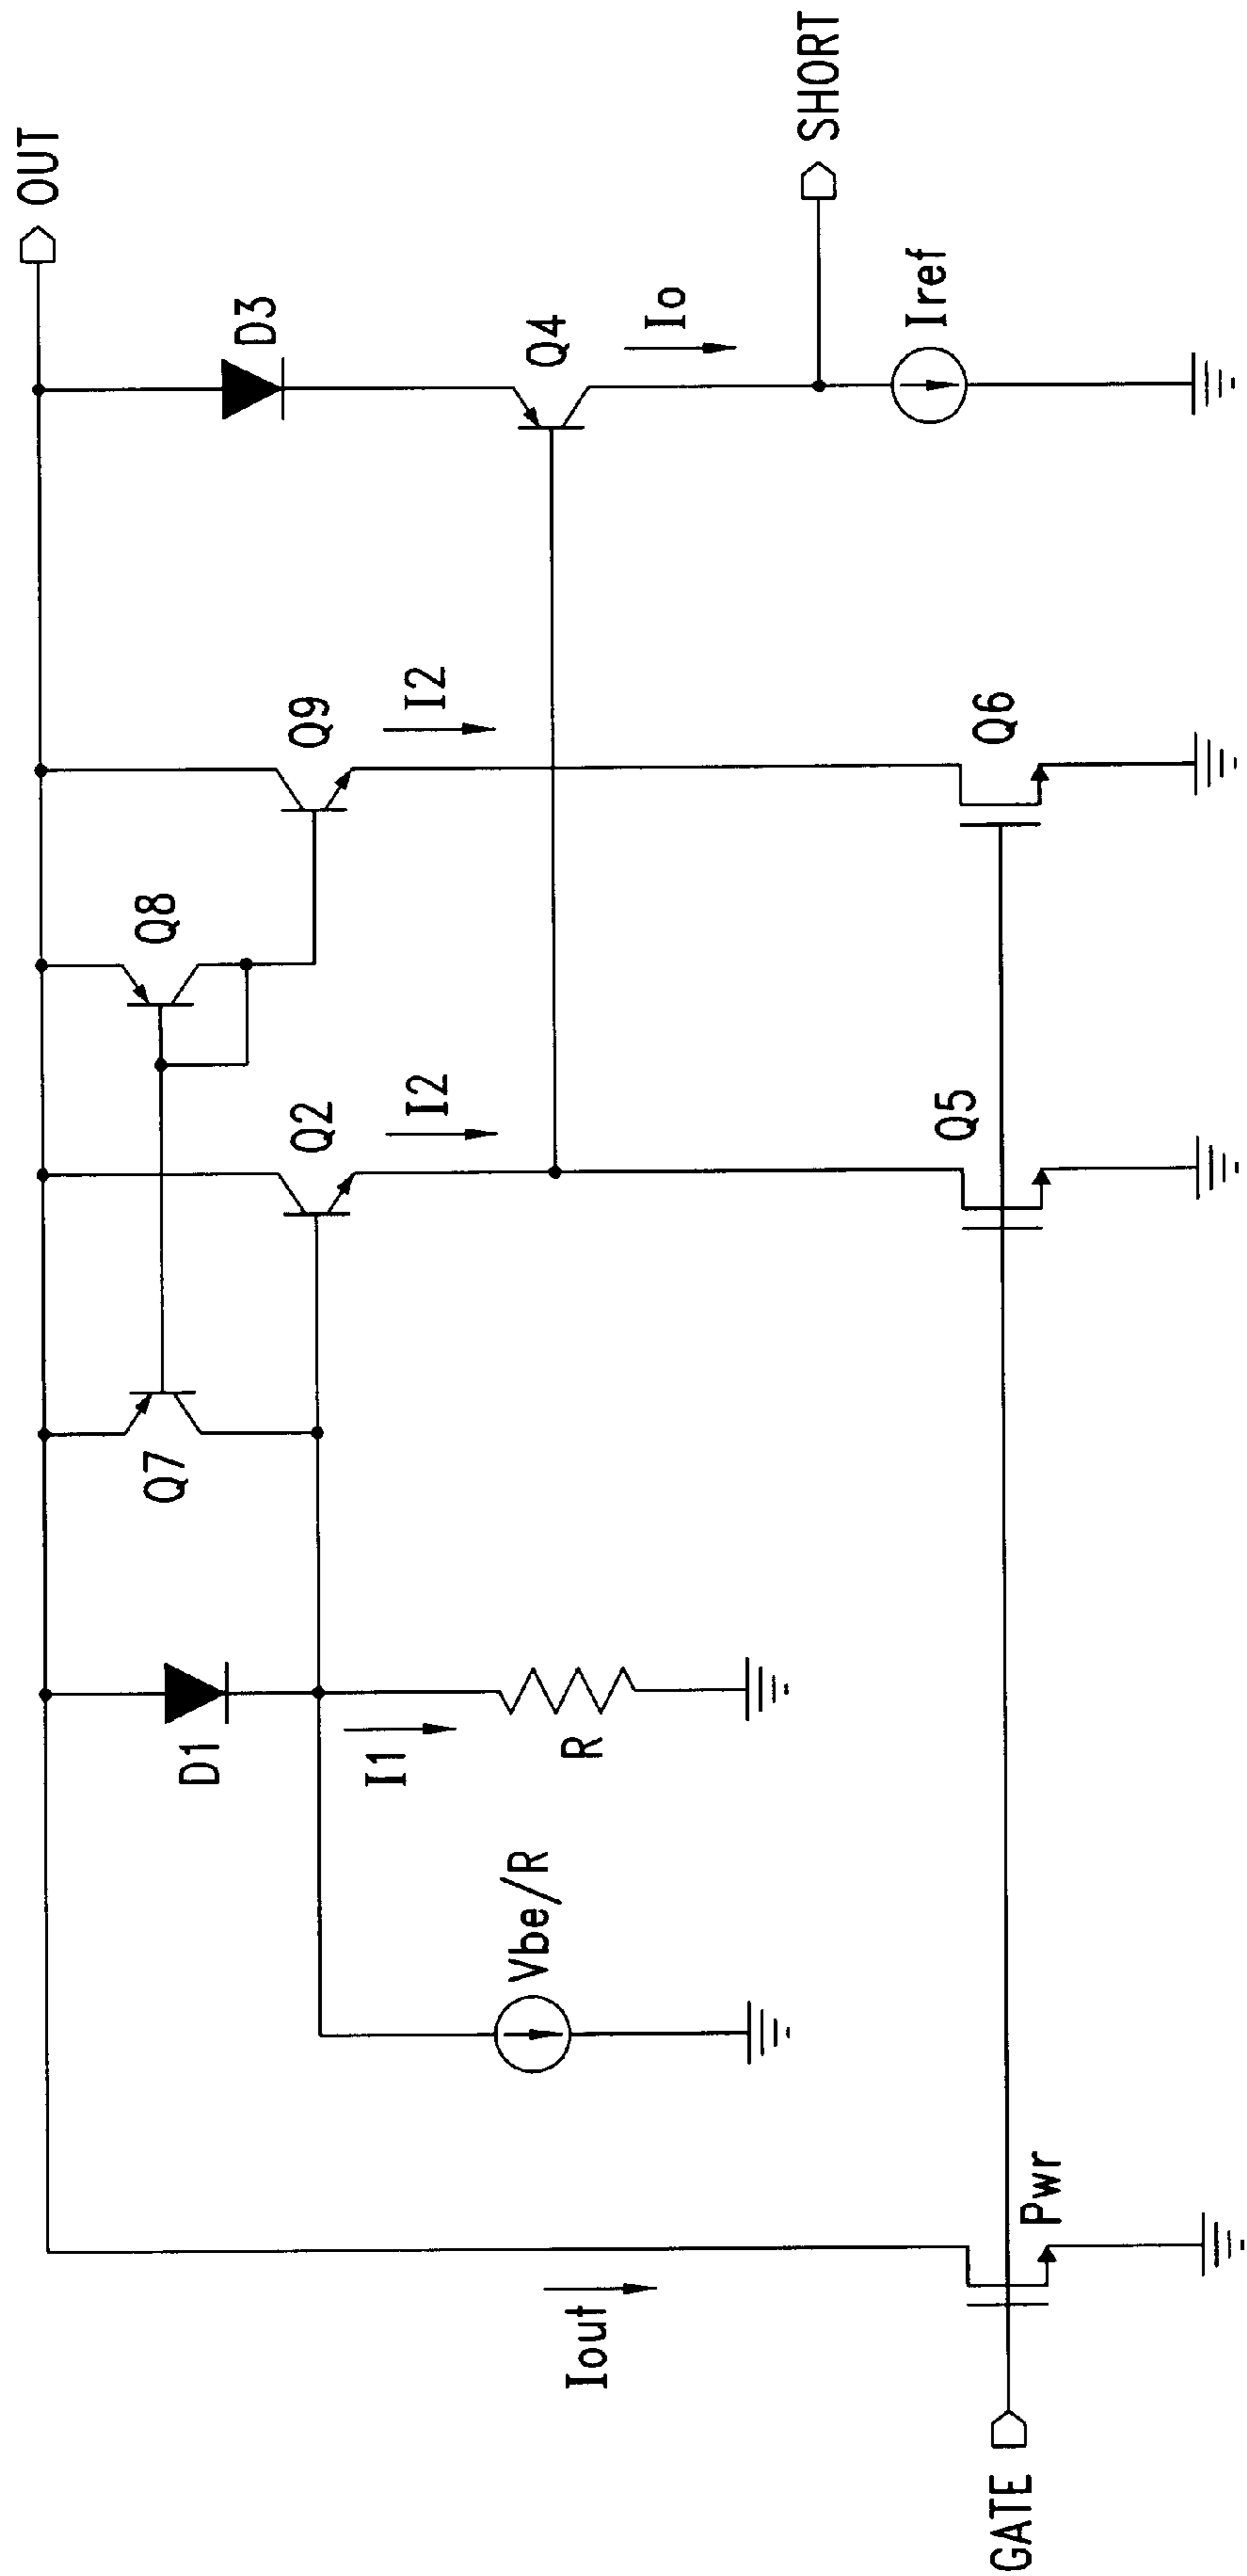 OUT
D3
Q4
Io
SHORT
Iref
Q9
I2
Q6
Q8
Q2
I2
Q5
Q7
D1
I1
R
Vbe/R
Iout
Pwr
GATE